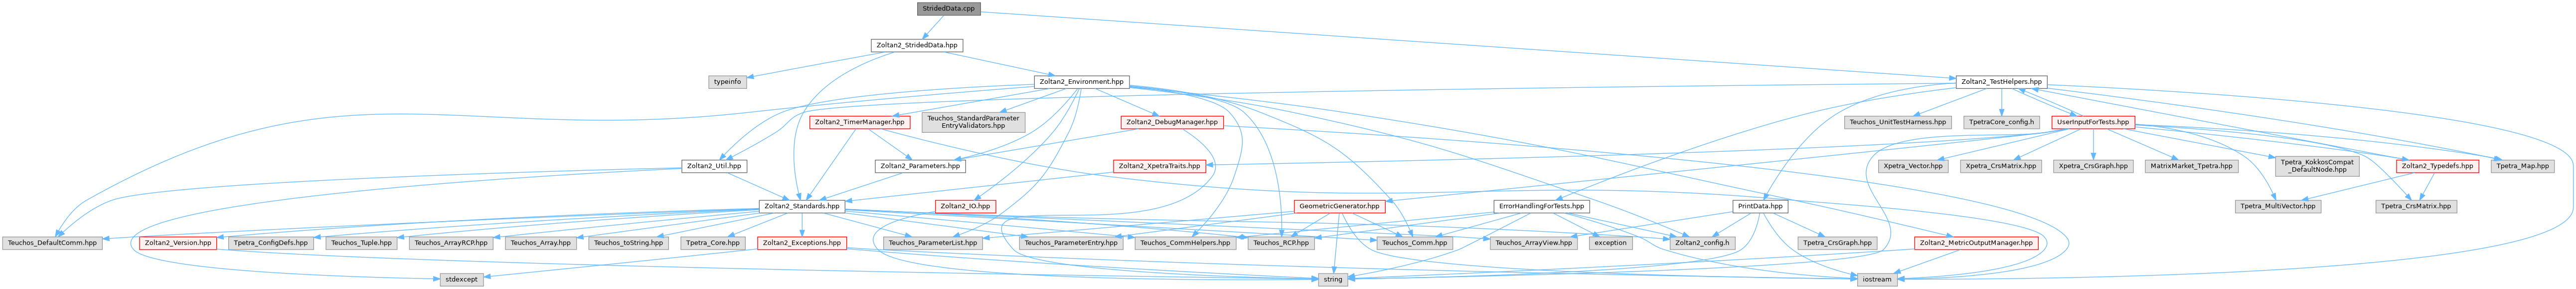 StridedData.cpp
Zoltan2_StridedData.hpp
typeinfo
Zoltan2_Environment.hpp
Zoltan2_TestHelpers.hpp
Zoltan2_TimerManager.hpp
Teuchos_StandardParameter
EntryValidators.hpp
Zoltan2_DebugManager.hpp
Teuchos_UnitTestHarness.hpp
TpetraCore_config.h
UserInputForTests.hpp
Zoltan2_Util.hpp
Zoltan2_Parameters.hpp
Zoltan2_XpetraTraits.hpp
Xpetra_Vector.hpp
Xpetra_CrsMatrix.hpp
Xpetra_CrsGraph.hpp
MatrixMarket_Tpetra.hpp
Tpetra_KokkosCompat
_DefaultNode.hpp
Zoltan2_Typedefs.hpp
Tpetra_Map.hpp
Zoltan2_Standards.hpp
Zoltan2_IO.hpp
GeometricGenerator.hpp
ErrorHandlingForTests.hpp
PrintData.hpp
Tpetra_MultiVector.hpp
Tpetra_CrsMatrix.hpp
Teuchos_DefaultComm.hpp
Zoltan2_Version.hpp
Tpetra_ConfigDefs.hpp
Teuchos_Tuple.hpp
Teuchos_ArrayRCP.hpp
Teuchos_Array.hpp
Teuchos_toString.hpp
Tpetra_Core.hpp
Zoltan2_Exceptions.hpp
Teuchos_ParameterList.hpp
Teuchos_ParameterEntry.hpp
Teuchos_CommHelpers.hpp
Teuchos_RCP.hpp
Teuchos_Comm.hpp
Teuchos_ArrayView.hpp
exception
Zoltan2_config.h
Tpetra_CrsGraph.hpp
Zoltan2_MetricOutputManager.hpp
stdexcept
string
iostream